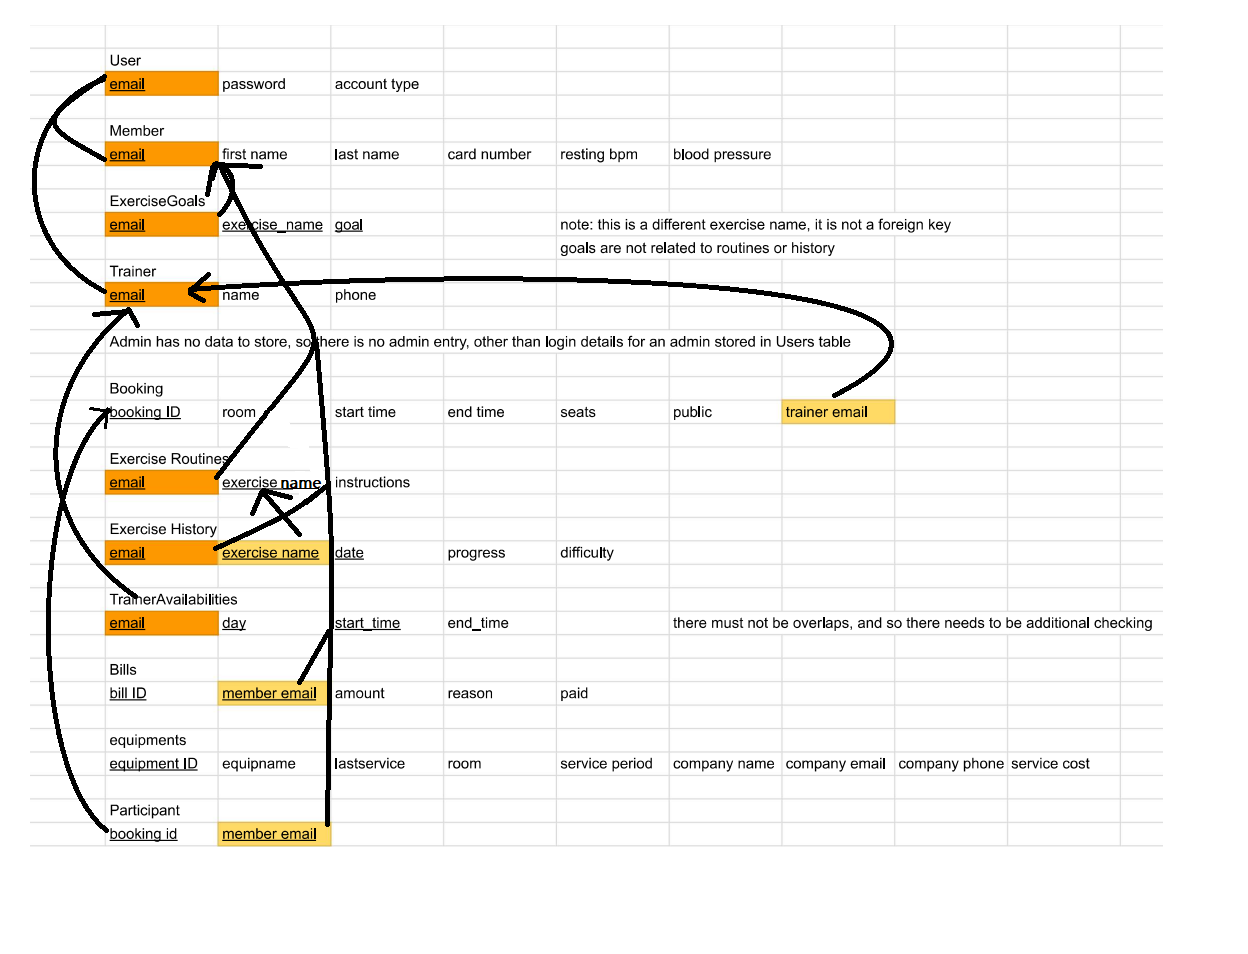 User
email password account type
Member
email first name last name card number resting bpm blood pressure
ExerciseGoals
email exercise_name goal note: this is a different exercise name, it is not a foreign key
goals are not related to routines or history
Trainer
email name phone
Admin has no data to store, so there is no admin entry, other than login details for an admin stored in Users table
Booking
booking ID room start time end time seats public trainer email
Exercise Routines
email exercise name instructions
Exercise History
email exercise name date progress difficulty
TrainerAvailabilities
email day start_time end_time there must not be overlaps, and so there needs to be additional checking
Bills
bill ID member email amount reason paid
equipments
equipment ID equipname lastservice room service period company name company email company phone service cost
Participant
booking id member email